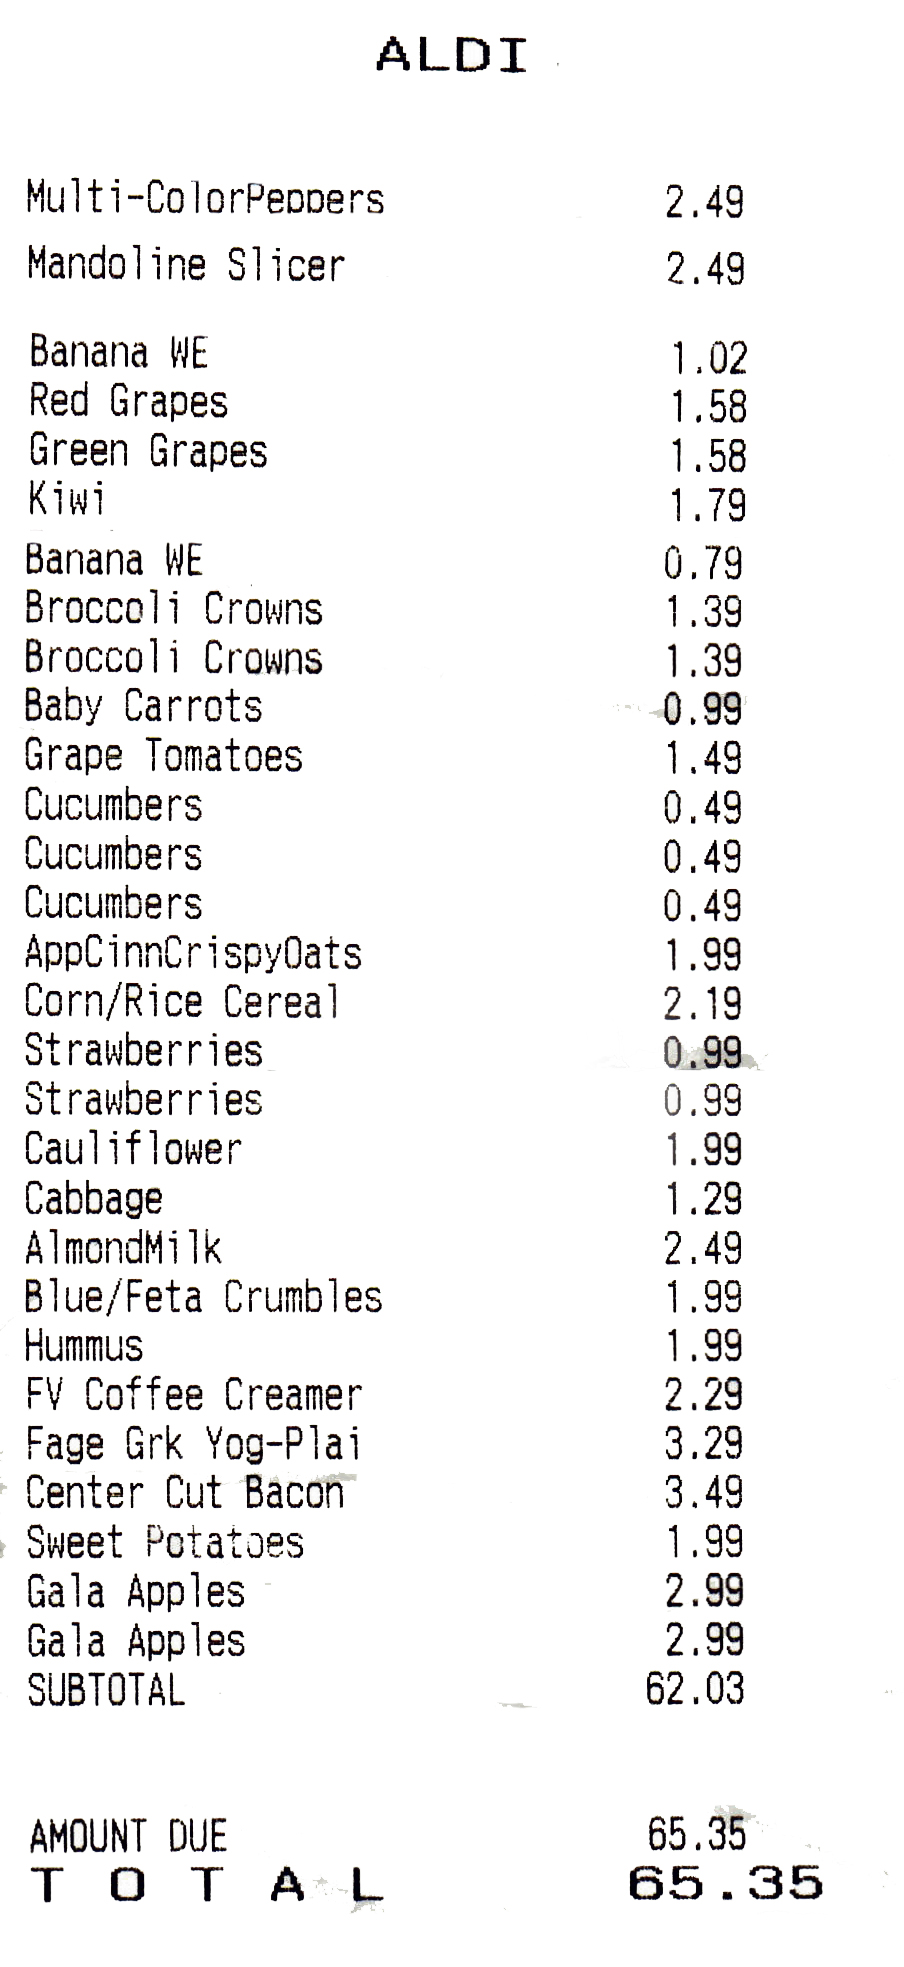 ALDI
Multi-ColorPeppers 2.49
Mandoline Slicer 2.49
Banana WE 1.02
Red Grapes 1.58
Green Grapes 1.58
Kiwi 1.79
Banana WE 0.79
Broccoli Crowns 1.39
Broccoli Crowns 1.39
Baby Carrots 0.99
Grape Tomatoes 1.49
Cucumbers 0.49
Cucumbers 0.49
Cucumbers 0.49
AppCinnCrispyOats 1.99
Corn/Rice Cereal 2.19
Strawberries 0.99
Strawberries 0.99
Cauliflower 1.99
Cabbage 1.29
AlmondMilk 2.49
Blue/Feta Crumbles 1.99
Hummus 1.99
FV Coffee Creamer 2.29
Fage Grk Yog-Plai 3.29
Center Cut Bacon 3.49
Sweet Potatoes 1.99
Gala Apples 2.99
Gala Apples 2.99
SUBTOTAL 62.03
AMOUNT DUE 65.35
T O T A L 65.35